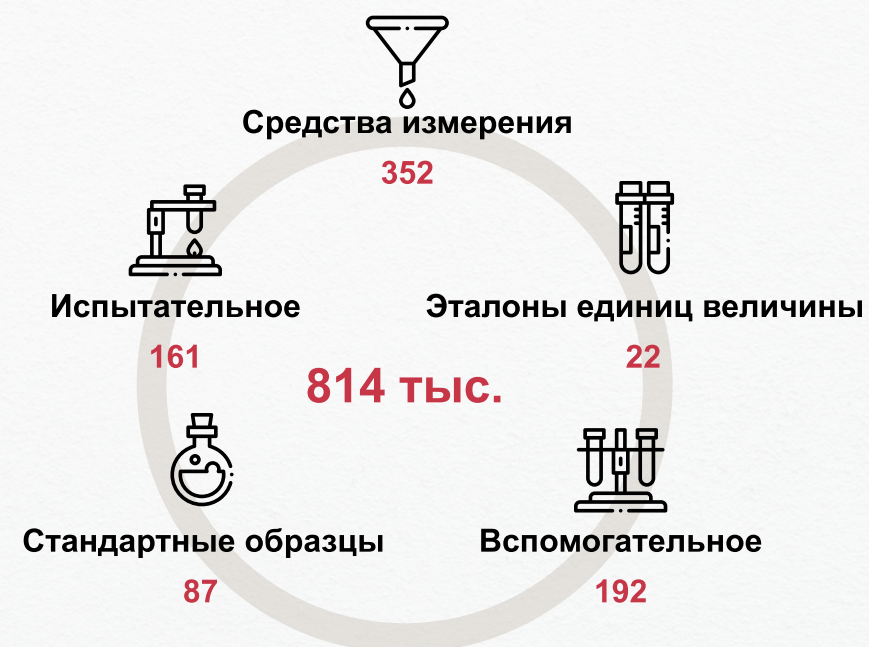 Средства измерения
352
Испытательное
161
Эталоны единиц величины
22
814 тыс.
Стандартные образцы
87
Вспомогательное
192